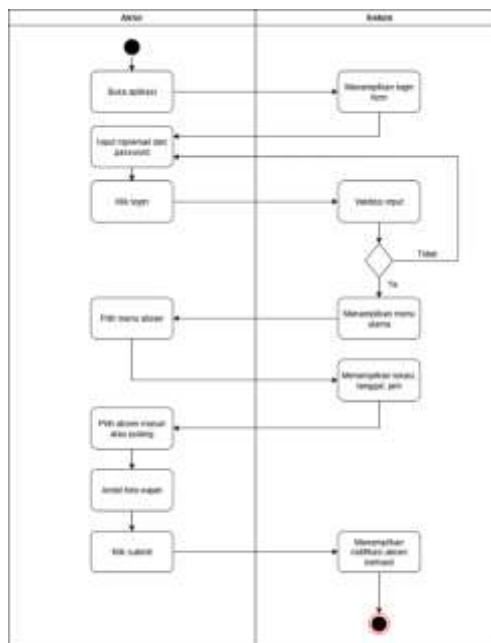 Aktor
Sistem
Buka aplikasi
Menampilkan login
form
Input
dan
password
Klik login
Validasi input
Tidak
Ya
Menampilkan menu
utama
Pilih menu absen
Menampilkan lokasi,
tanggal, jam
Pilih absen masuk
atau pulang
Ambil foto wajah
Klik submit
Menampilkan
notifikasi absen
berhasil